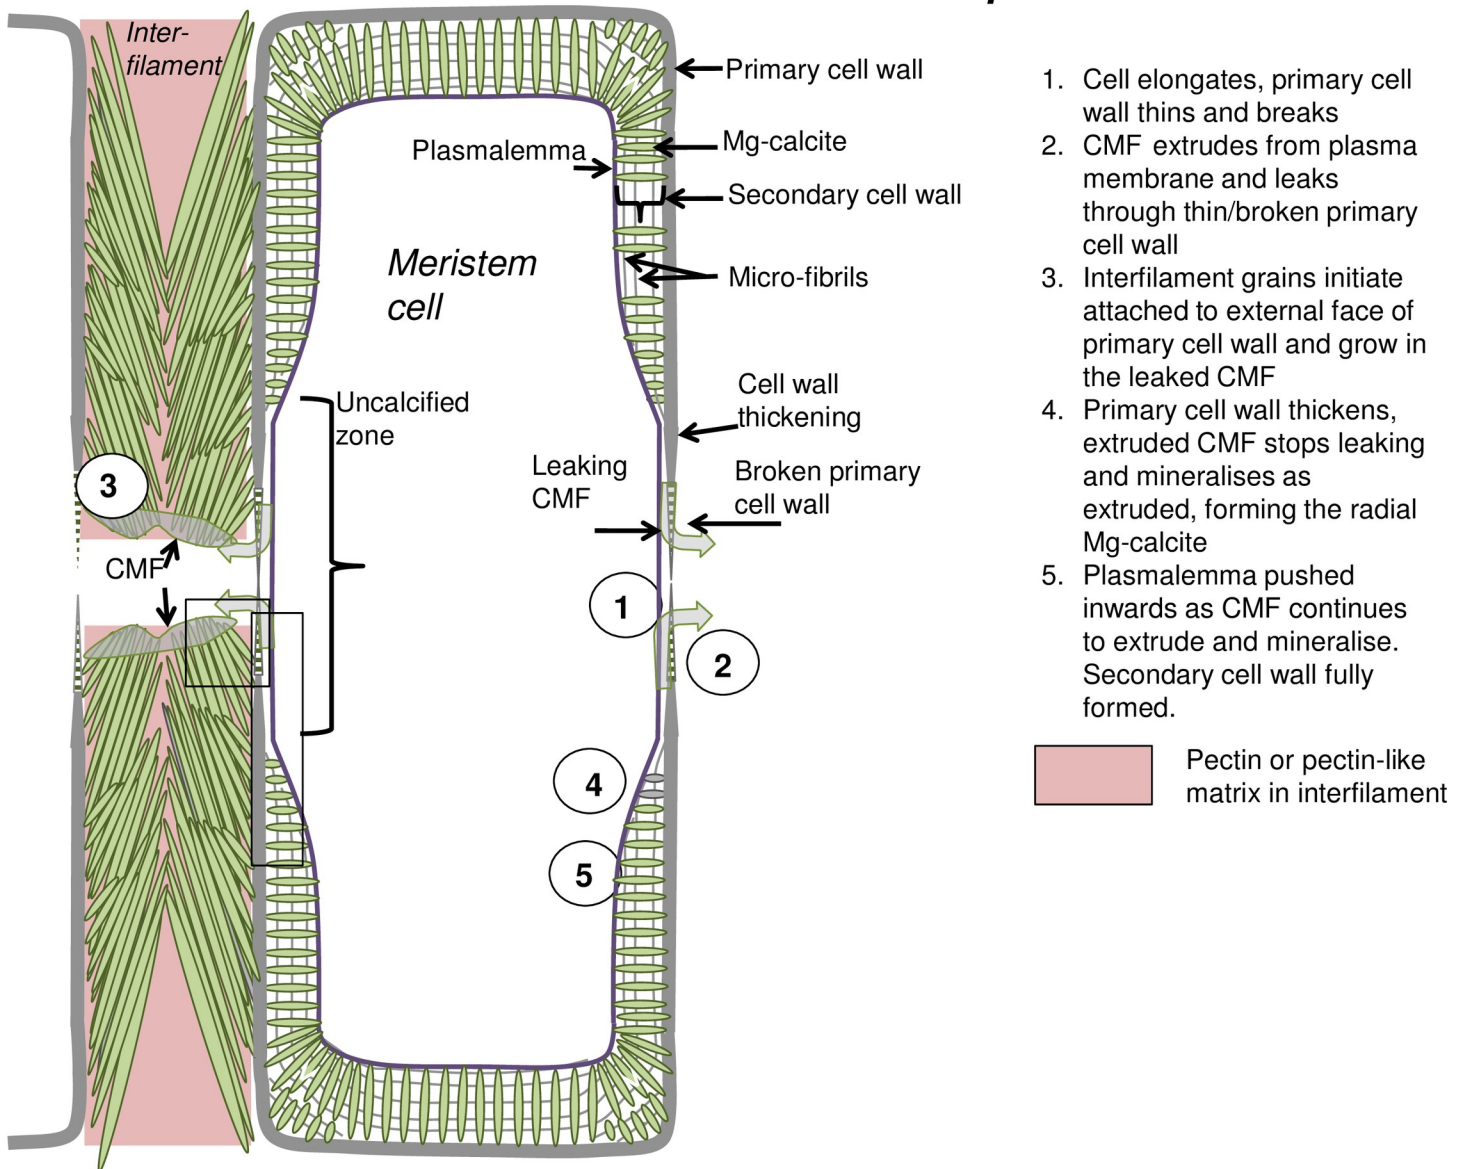 Inter-
filament
Primary cell wall
Plasmalemma
Mg-calcite
Secondary cell wall
Meristem
cell
Micro-fibrils
Uncalcified
zone
Cell wall
thickening
Leaking
CMF
Broken primary
cell wall
3
CMF
1
2
4
5
1. Cell elongates, primary cell
wall thins and breaks
2. CMF extrudes from plasma
membrane and leaks
through thin/broken primary
cell wall
3. Interfilament grains initiate
attached to external face of
primary cell wall and grow in
the leaked CMF
4. Primary cell wall thickens,
extruded CMF stops leaking
and mineralises as
extruded, forming the radial
Mg-calcite
5. Plasmalemma pushed
inwards as CMF continues
to extrude and mineralise.
Secondary cell wall fully
formed.
Pectin or pectin-like
matrix in interfilament